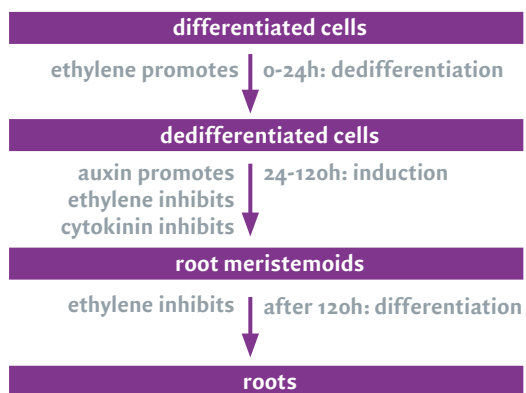 differentiated cells
ethylene promotes 0-24h: dedifferentiation
dedifferentiated cells
auxin promotes 24-120h: induction
ethylene inhibits
cytokinin inhibits
root meristemoids
ethylene inhibits after 120h: differentiation
roots